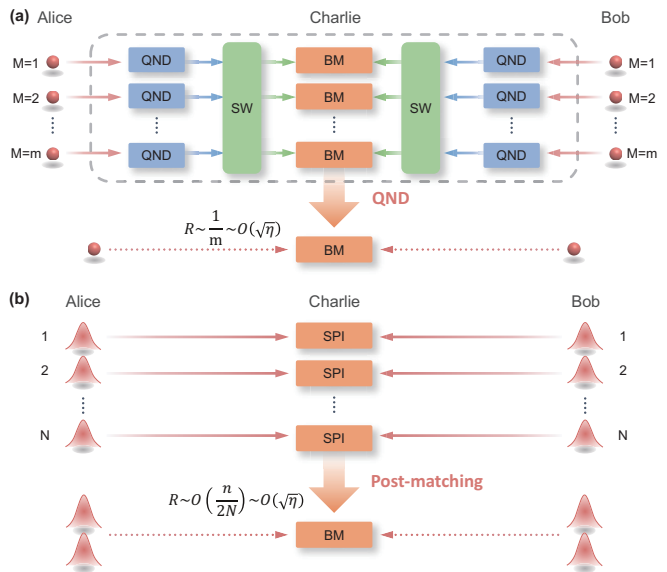 (a) Alice Charlie Bob
M=1 QND BM QND M=1
M=2 QND BM QND M=2
SW SW
M=m QND BM QND M=m
QND
R~1/m~O(√η)
BM
(b) Alice Charlie Bob
1 SPI 1
2 SPI 2
N SPI N
Post-matching
R~O(n/2N)~O(√η)
BM